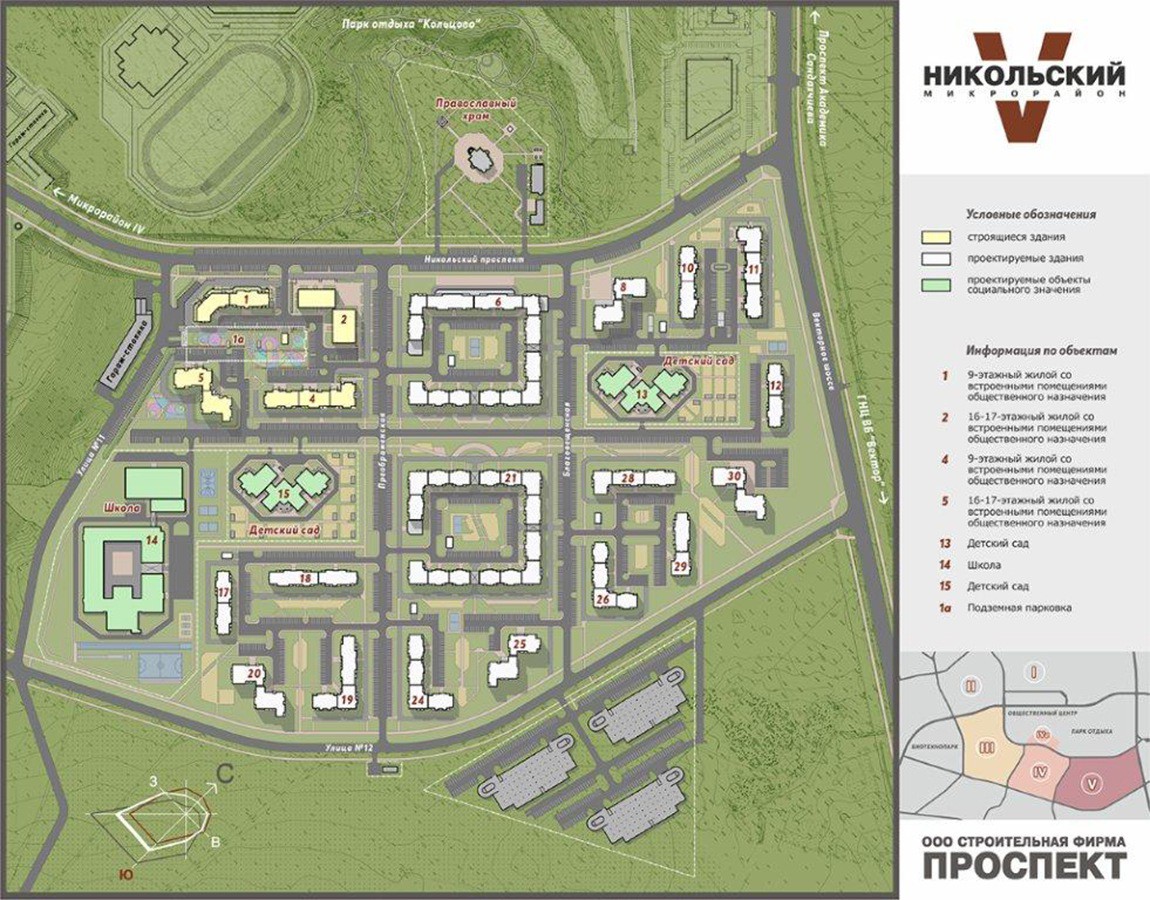 Парк отдыха "Кольцово"
Проспект Академика
Сандахчиева
Православный
храм
Гараж-стоянка
Микрорайон IV
Никольский проспект
1
2
1а
5
4
6
8
10
11
Гараж-стоянка
Детский сад
13
12
Векторное шоссе
ГНЦ ВБ "Вектор"
Улица №11
Преображенская
Благовещенская
Школа
14
15
Детский сад
21
28
30
17
18
29
26
20
19
24
25
Улица №12
З
С
В
Ю
V
НИКОЛЬСКИЙ
МИКРОРАЙОН
Условные обозначения
строящиеся здания
проектируемые здания
проектируемые объекты
социального значения
Информация по объектам
1 9-этажный жилой со
встроенными помещениями
общественного назначения
2 16-17-этажный жилой со
встроенными помещениями
общественного назначения
4 9-этажный жилой со
встроенными помещениями
общественного назначения
5 16-17-этажный жилой со
встроенными помещениями
общественного назначения
13 Детский сад
14 Школа
15 Детский сад
1а Подземная парковка
I
II
ОБЩЕСТВЕННЫЙ ЦЕНТР
БИОТЕХНОПАРК
III
ПАРК ОТДЫХА
IV
V
ООО СТРОИТЕЛЬНАЯ ФИРМА
ПРОСПЕКТ